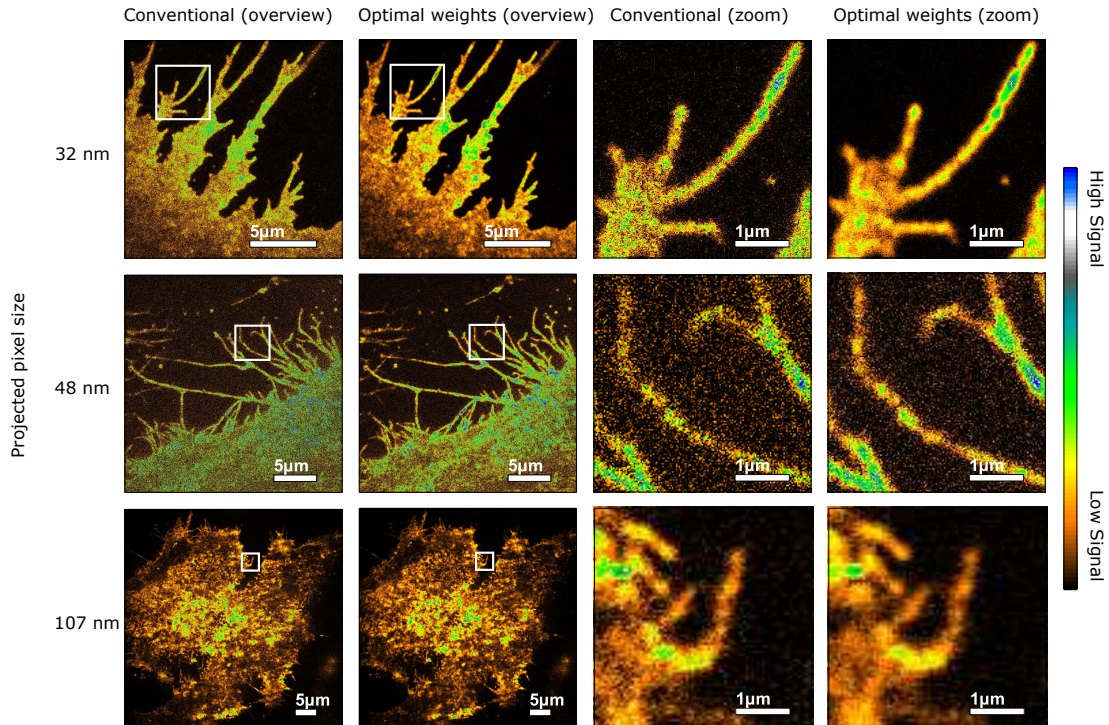 Conventional (overview)
Optimal weights (overview)
Conventional (zoom)
Optimal weights (zoom)
Projected pixel size
32 nm
5µm
5µm
1µm
1µm
48 nm
5µm
5µm
1µm
1µm
107 nm
5µm
5µm
1µm
1µm
High Signal
Low Signal